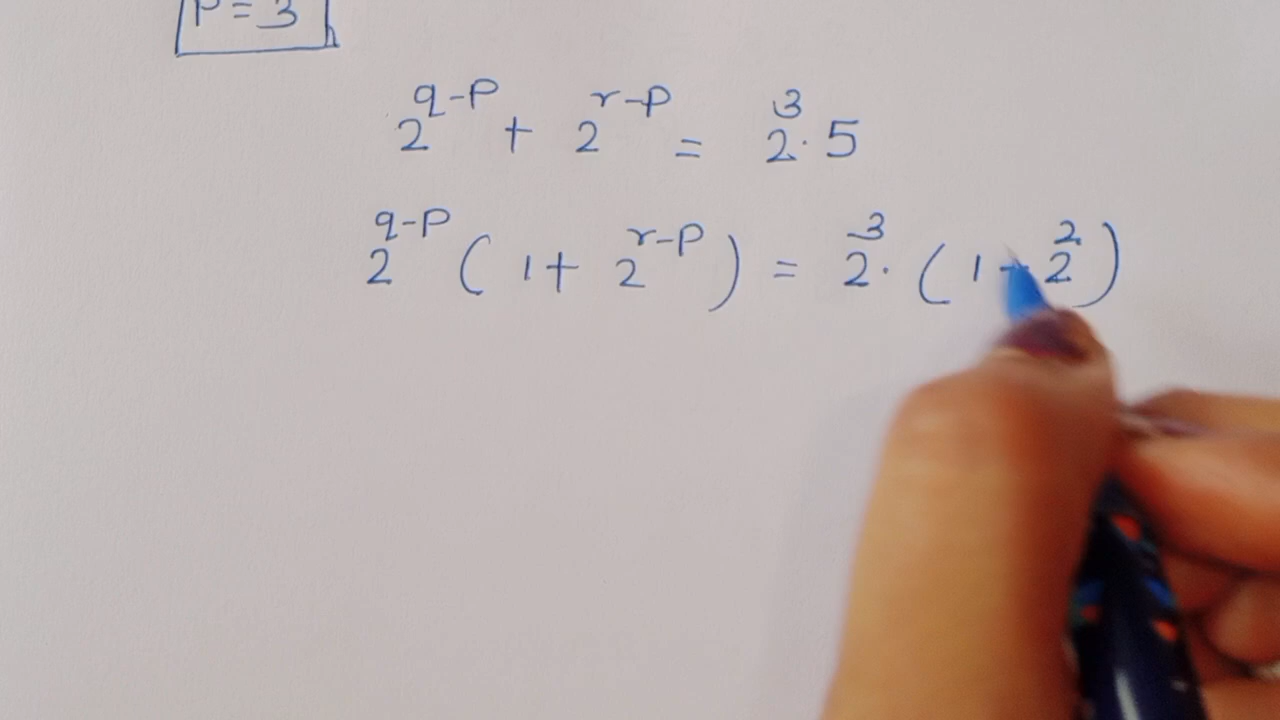 P = 3
2^{q-P} + 2^{r-P} = 2^3 · 5
2^{q-P} ( 1 + 2^{r-P} ) = 2^3 · ( 1 + 2^2 )